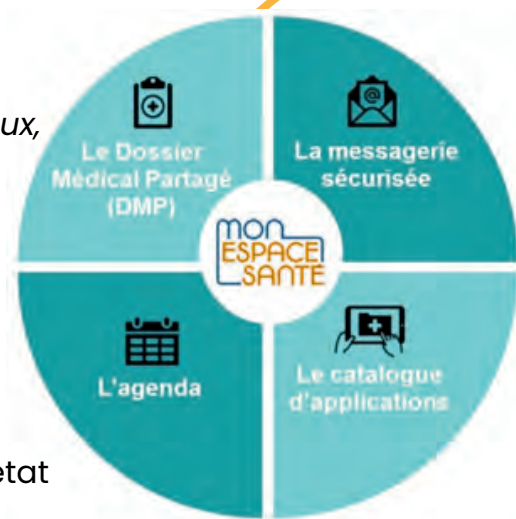 ux,
Le Dossier
Médical Partagé
(DMP)
La messagerie
sécurisée
@
mon
ESPACE
SANTÉ
L'agenda
Le catalogue
d'applications
état